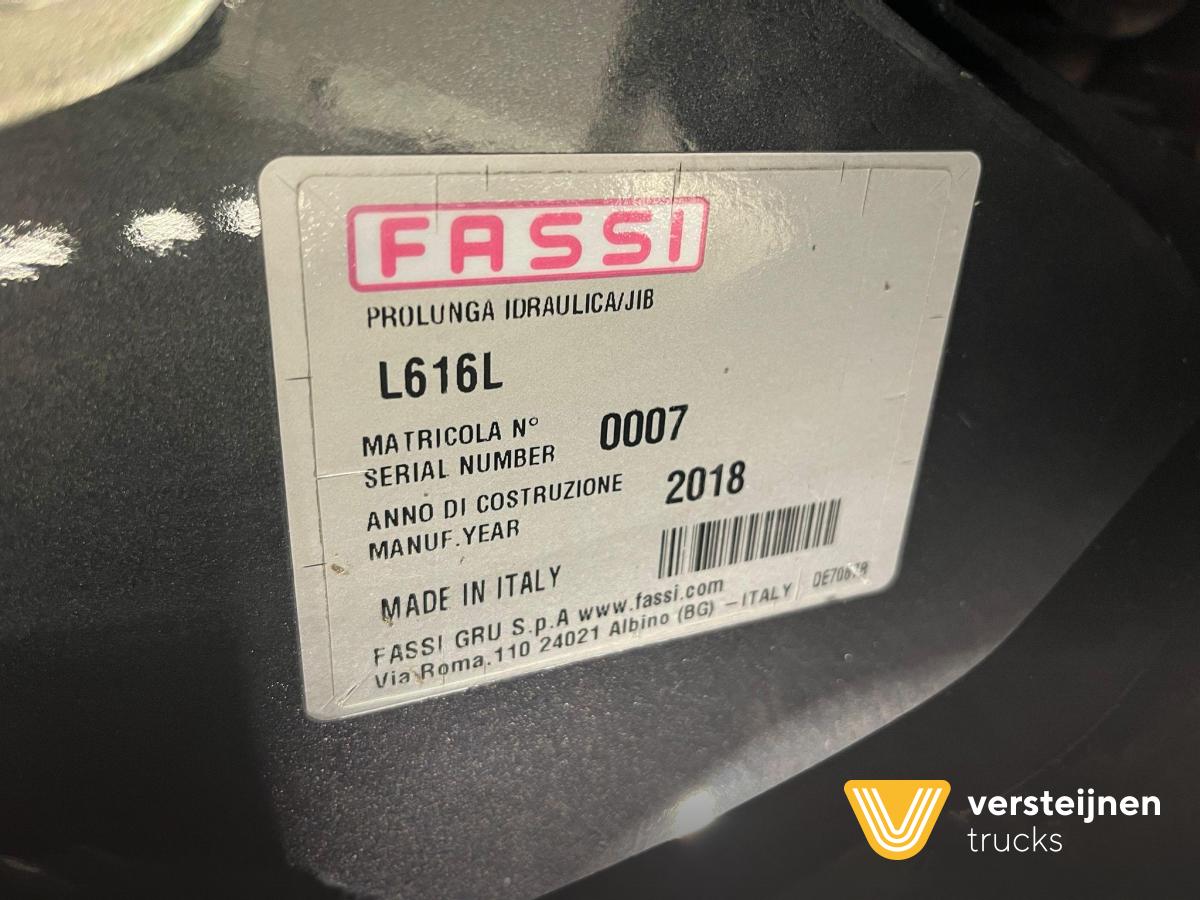 FASSI
PROLUNGA IDRAULICA/JIB
L616L
MATRICOLA N° 0007
SERIAL NUMBER
ANNO DI COSTRUZIONE 2018
MANUF.YEAR
MADE IN ITALY
FASSI GRU S.p.A www.fassi.com
Via Roma,110 24021 Albino (BG) – ITALY
versteijnen
trucks